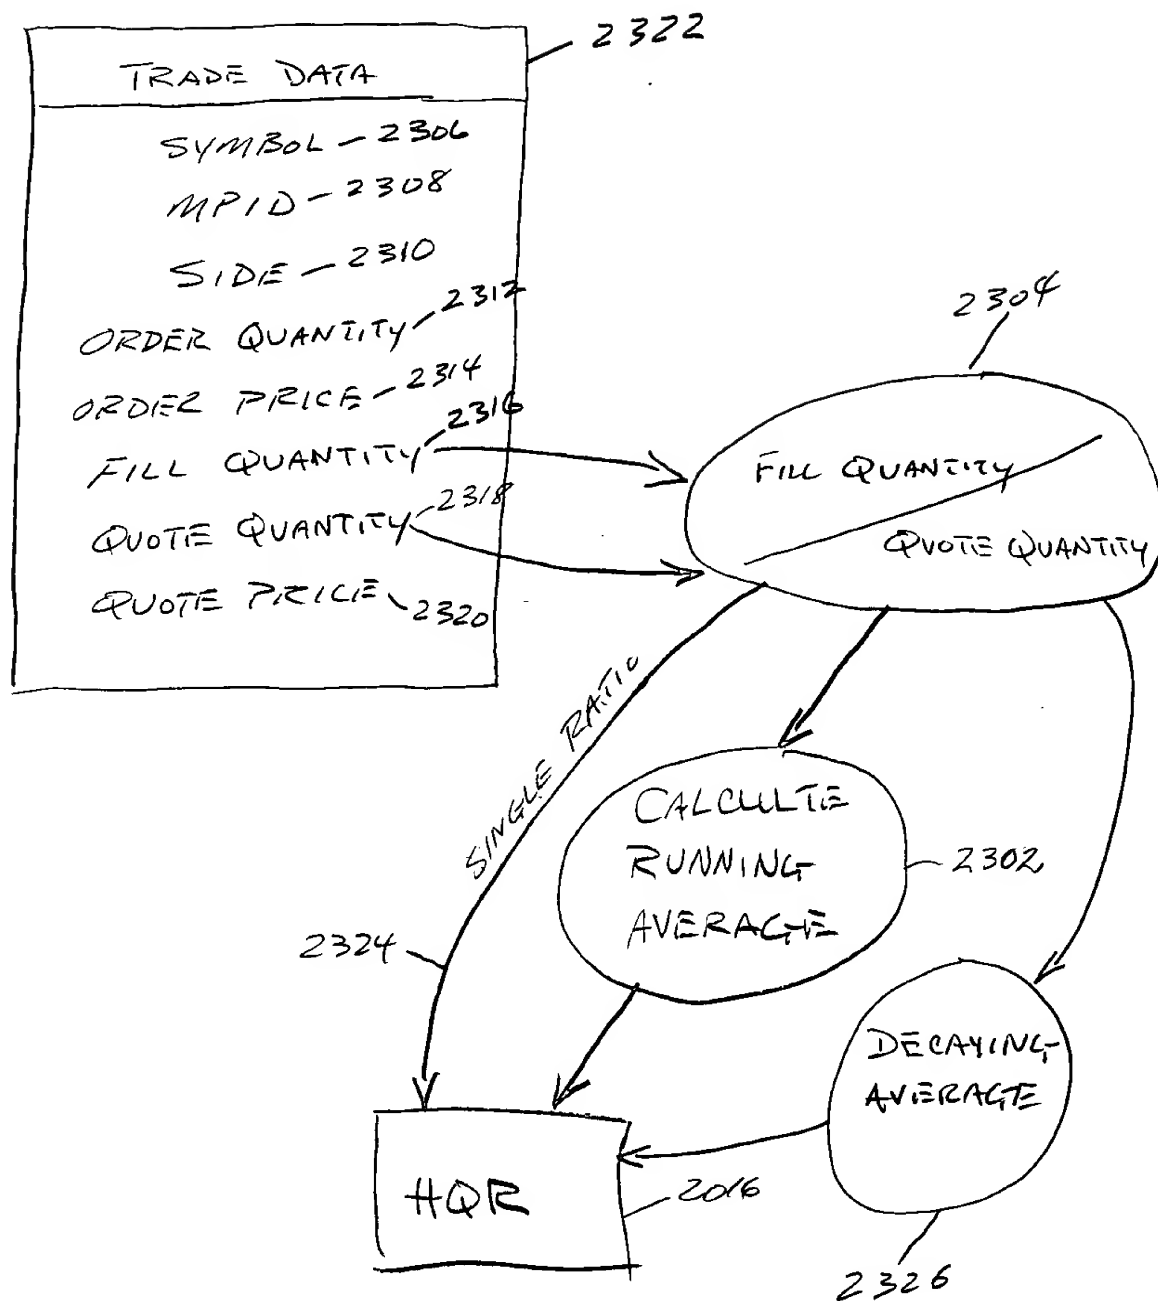 2322
TRADE DATA
SYMBOL - 2306
MPID - 2308
SIDE - 2310
ORDER QUANTITY 2312
ORDER PRICE 2314
FILL QUANTITY 2316
QUOTE QUANTITY 2318
QUOTE PRICE 2320
2304
FILL QUANTITY
QUOTE QUANTITY
SINGLE RATIO
CALCULTE
RUNNING
AVERAGE
2302
2324
DECAYING
AVERAGE
HQR
2016
2326